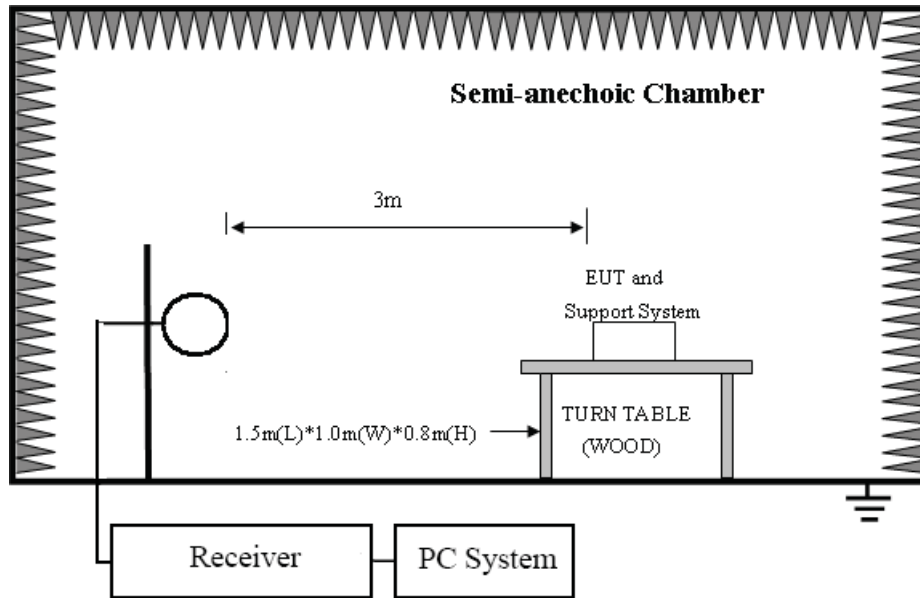 Semi-anechoic Chamber
3m
EUT and
Support System
1.5m(L)*1.0m(W)*0.8m(H)
TURN TABLE
(WOOD)
Receiver
PC System